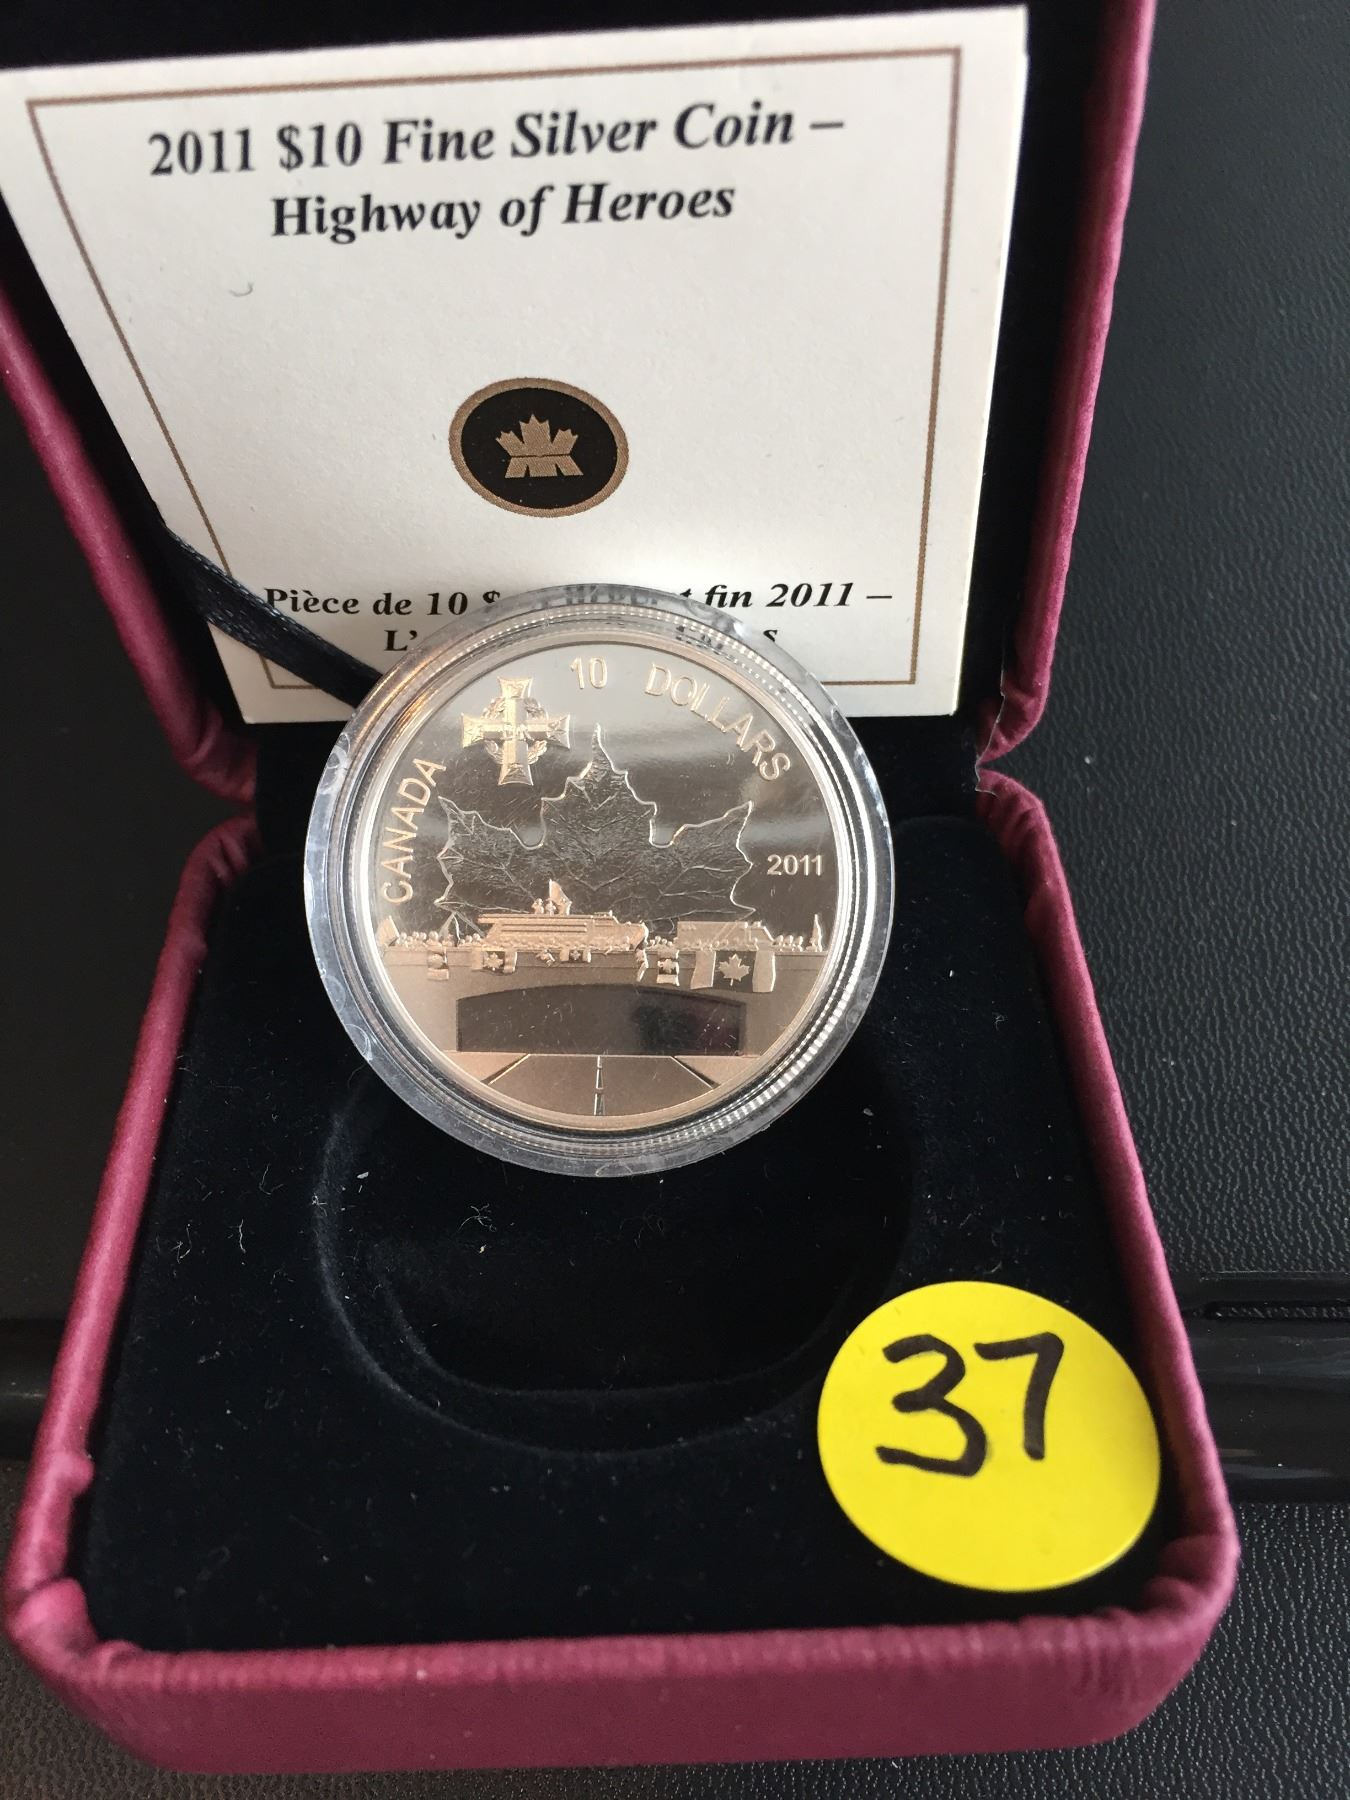 2011 $10 Fine Silver Coin –
Highway of Heroes
Pièce de 10 $ fin 2011 –
L'
10 DOLLARS
CANADA
2011
37